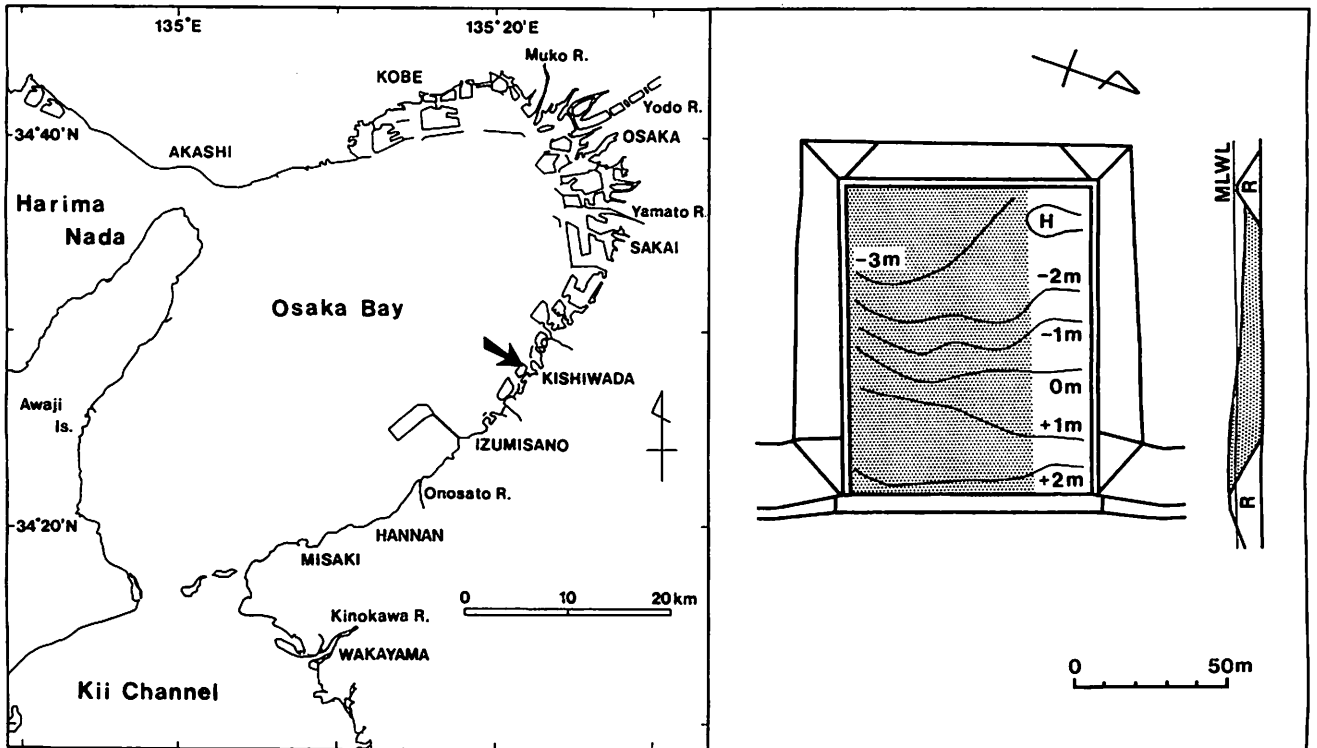 135°E
135°20'E
Muko R.
KOBE
Yodo R.
34°40'N
OSAKA
AKASHI
Harima
Nada
Yamato R.
SAKAI
Osaka Bay
KISHIWADA
Awaji
Is.
IZUMISANO
Onosato R.
34°20'N
HANNAN
MISAKI
0 10 20km
Kinokawa R.
WAKAYAMA
Kii Channel
MLWL
R
H
-3m
-2m
-1m
0m
+1m
+2m
R
0 50m